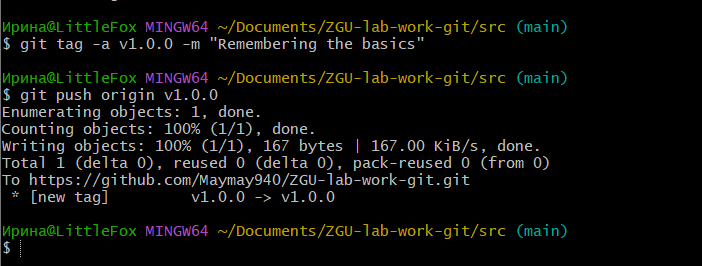 Ирина@LittleFox MINGW64 ~/Documents/ZGU-lab-work-git/src (main)
$ git tag -a v1.0.0 -m "Remembering the basics"
Ирина@LittleFox MINGW64 ~/Documents/ZGU-lab-work-git/src (main)
$ git push origin v1.0.0
Enumerating objects: 1, done.
Counting objects: 100% (1/1), done.
Writing objects: 100% (1/1), 167 bytes | 167.00 KiB/s, done.
Total 1 (delta 0), reused 0 (delta 0), pack-reused 0 (from 0)
To https://github.com/Maymay940/ZGU-lab-work-git.git
 * [new tag]         v1.0.0 -> v1.0.0
Ирина@LittleFox MINGW64 ~/Documents/ZGU-lab-work-git/src (main)
$